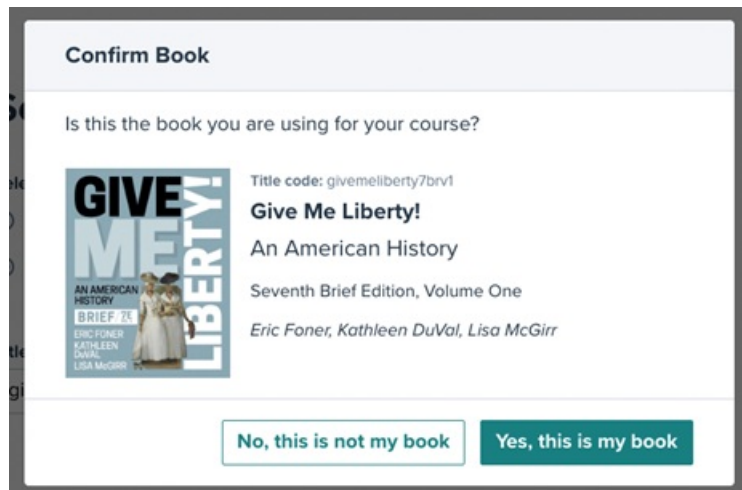 Confirm Book
Is this the book you are using for your course?
GIVE
ME
LIBERTY!
AN AMERICAN
HISTORY
BRIEF 7E
ERIC FONER
KATHLEEN
DuVAL
LISA McGIRR
Title code: givemeliberty7brv1
Give Me Liberty!
An American History
Seventh Brief Edition, Volume One
Eric Foner, Kathleen DuVal, Lisa McGirr
No, this is not my book
Yes, this is my book